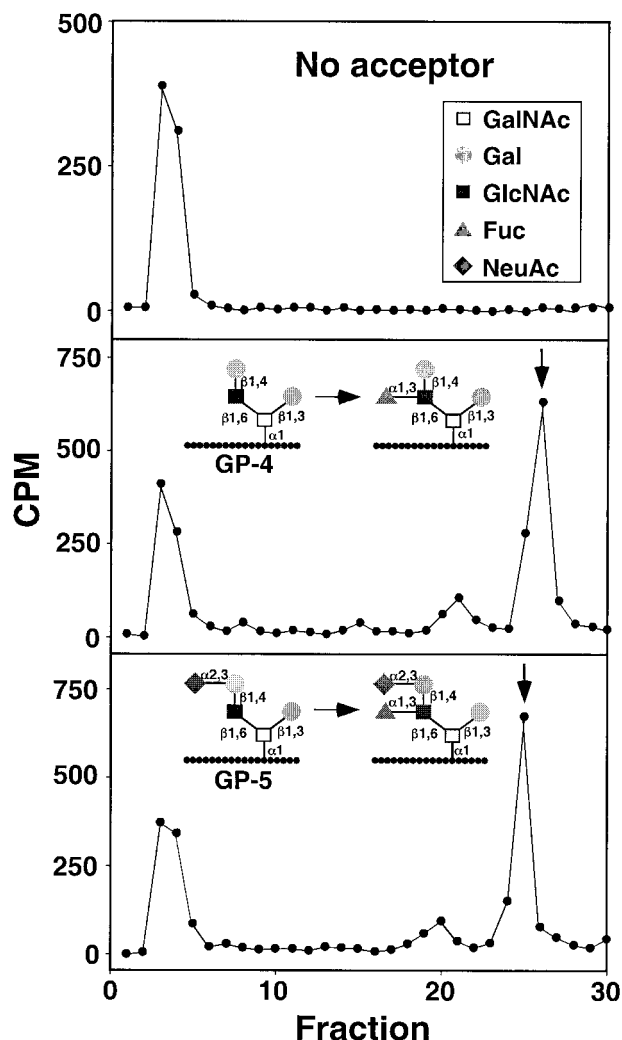 500
No acceptor
GalNAc
Gal
GlcNAc
Fuc
NeuAc
250
0
750
β1,4
β1,6
β1,3
α1
GP-4
α1,3
β1,4
β1,6
β1,3
α1
500
250
0
CPM
750
α2,3
β1,4
β1,6
β1,3
α1
GP-5
α2,3
α1,3
β1,4
β1,6
β1,3
α1
500
250
0
0
10
20
30
Fraction